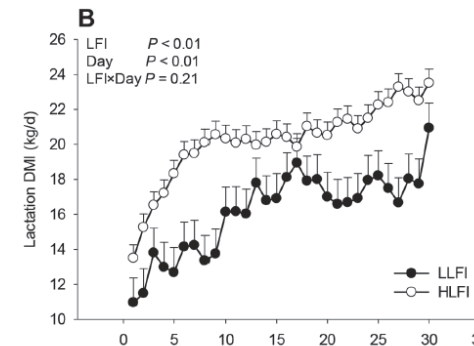 B
LFI P < 0.01
Day P < 0.01
LFI×Day P = 0.21
Lactation DMI (kg/d)
26
24
22
20
18
16
14
12
10
LLFI
HLFI
0 5 10 15 20 25 30 3